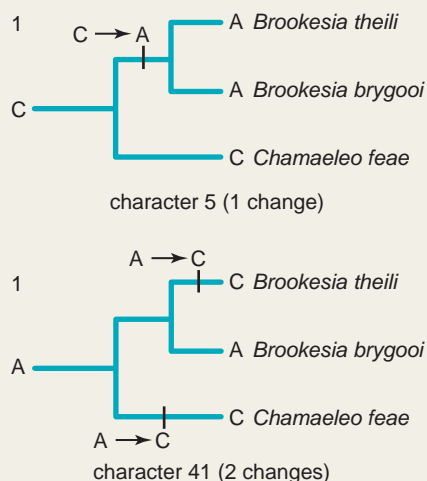 1
C → A
A Brookesia theili
A Brookesia brygooi
C
C Chamaeleo feae
character 5 (1 change)
A → C
1
C Brookesia theili
A Brookesia brygooi
A
C Chamaeleo feae
A → C
character 41 (2 changes)